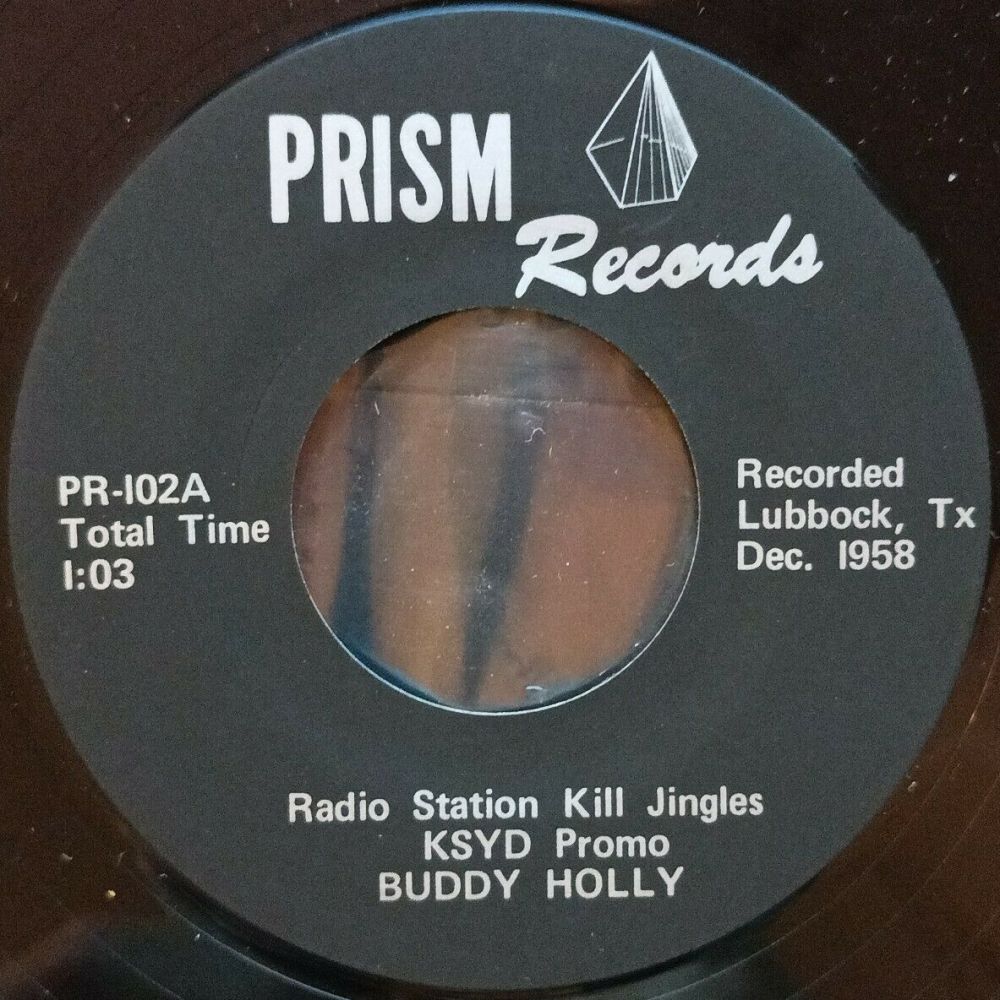 PRISM
Records
PR-102A
Total Time
1:03
Recorded
Lubbock, Tx
Dec. 1958
Radio Station Kill Jingles
KSYD Promo
BUDDY HOLLY